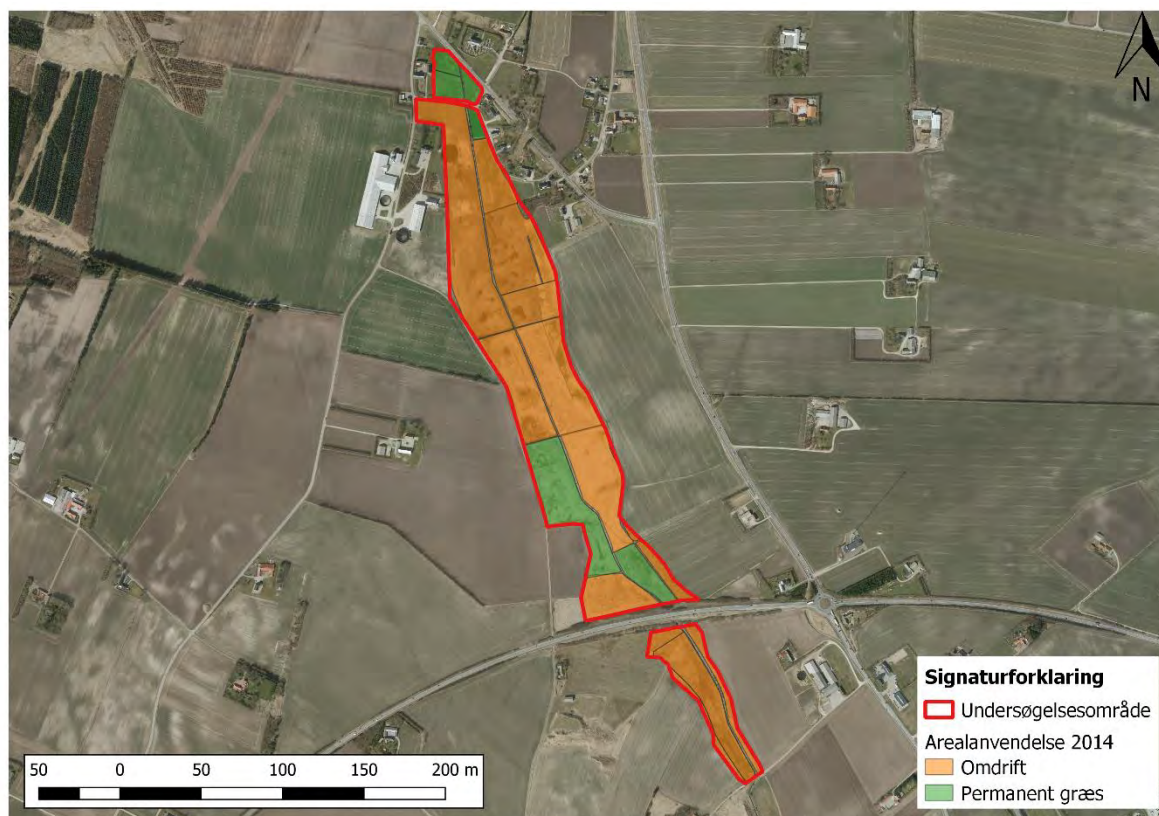 N
Signaturforklaring
Undersøgelsesområde
Arealanvendelse 2014
Omdrift
Permanent græs
50 0 50 100 150 200 m